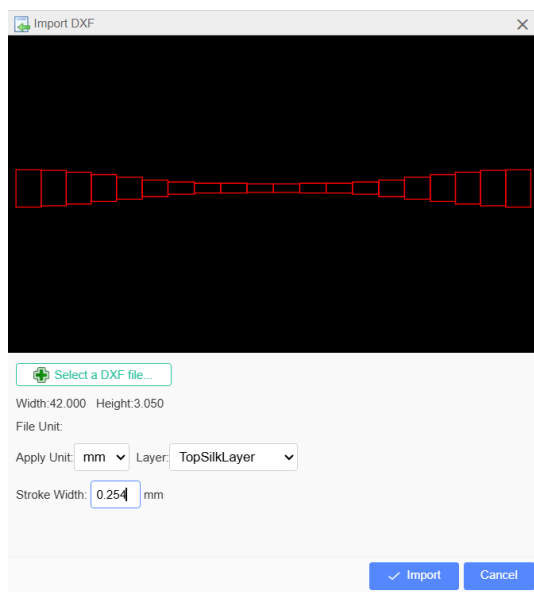 Import DXF
Select a DXF file...
Width:42.000 Height:3.050
File Unit:
Apply Unit: mm Layer: TopSilkLayer
Stroke Width: 0.254 mm
Import Cancel